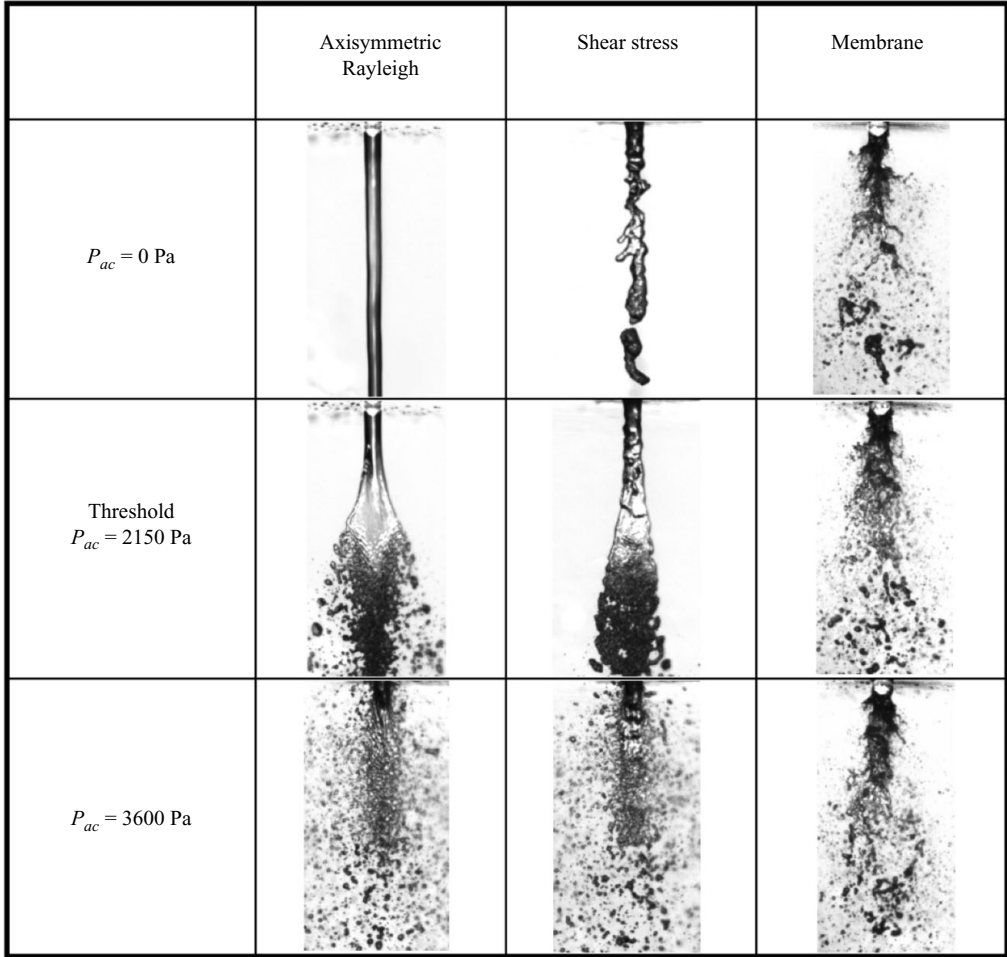 Axisymmetric
Rayleigh
Shear stress
Membrane
P_ac = 0 Pa
Threshold
P_ac = 2150 Pa
P_ac = 3600 Pa